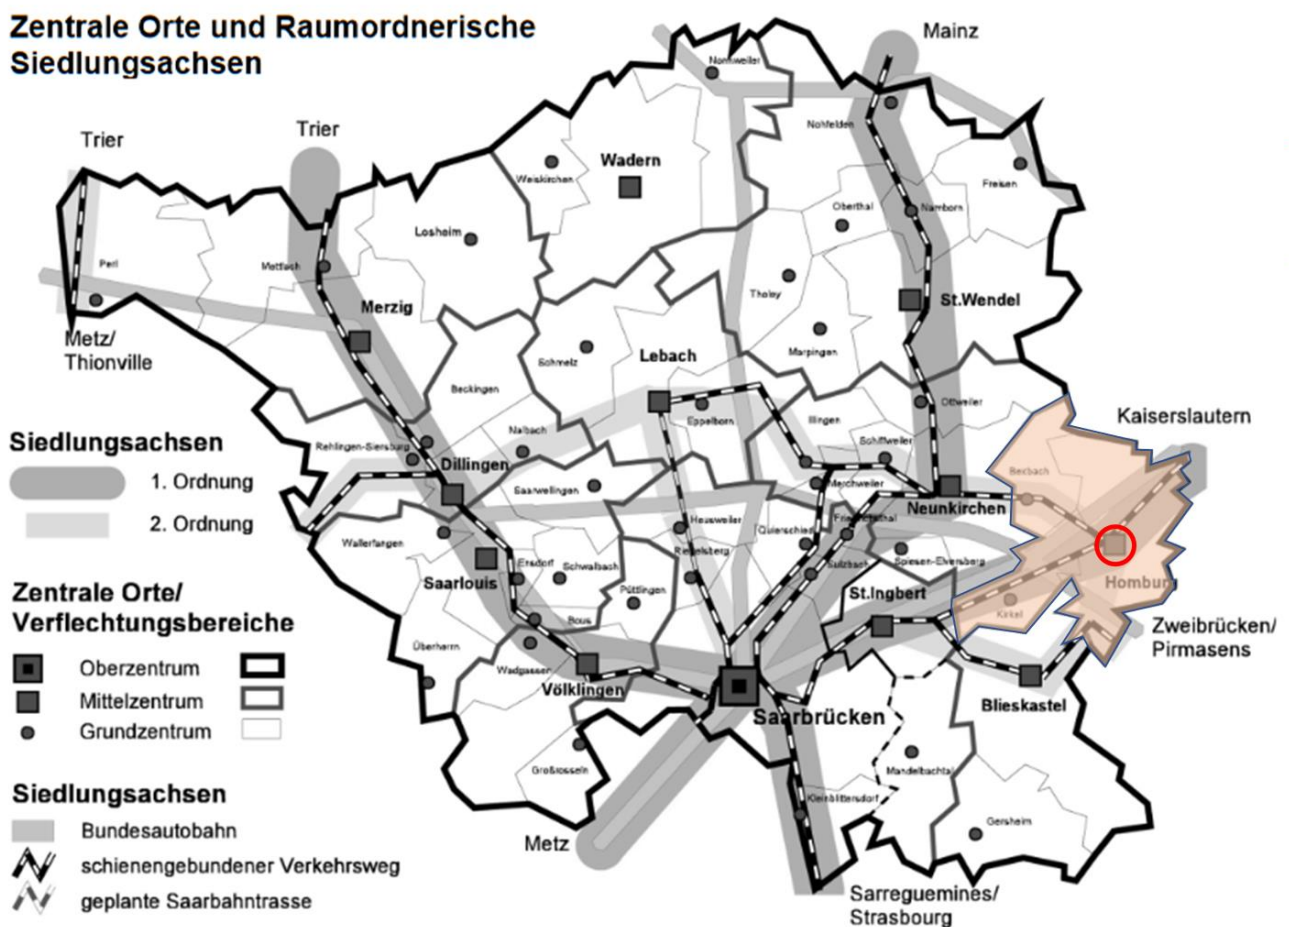 Zentrale Orte und Raumordnerische
Siedlungsachsen
Mainz
Trier
Trier
Nonnweiler
Nohfelden
Wadern
Weiskirchen
Freisen
Oberthal
Namborn
Losheim
Perl
Mettlach
Tholey
St.Wendel
Merzig
Metz/
Thionville
Marpingen
Schmelz
Lebach
Beckingen
Ottweiler
Kaiserslautern
Eppelborn
Illingen
Nalbach
Schiffweiler
Rehlingen-Siersburg
Dillingen
Bexbach
Saarwellingen
Merchweiler
Neunkirchen
Heusweiler
Quierschied
Friedrichsthal
Wallerfangen
Riegelsberg
Sulzbach
Spiesen-Elversberg
Saarlouis
Ensdorf
Schwalbach
Püttlingen
St.Ingbert
Homburg
Kirkel
Bous
Zweibrücken/
Pirmasens
Überherrn
Wadgassen
Völklingen
Blieskastel
Saarbrücken
Großrosseln
Mandelbachtal
Kleinblittersdorf
Gersheim
Metz
Sarreguemines/
Strasbourg
Siedlungsachsen
1. Ordnung
2. Ordnung
Zentrale Orte/
Verflechtungsbereiche
Oberzentrum
Mittelzentrum
Grundzentrum
Siedlungsachsen
Bundesautobahn
schienengebundener Verkehrsweg
geplante Saarbahntrasse